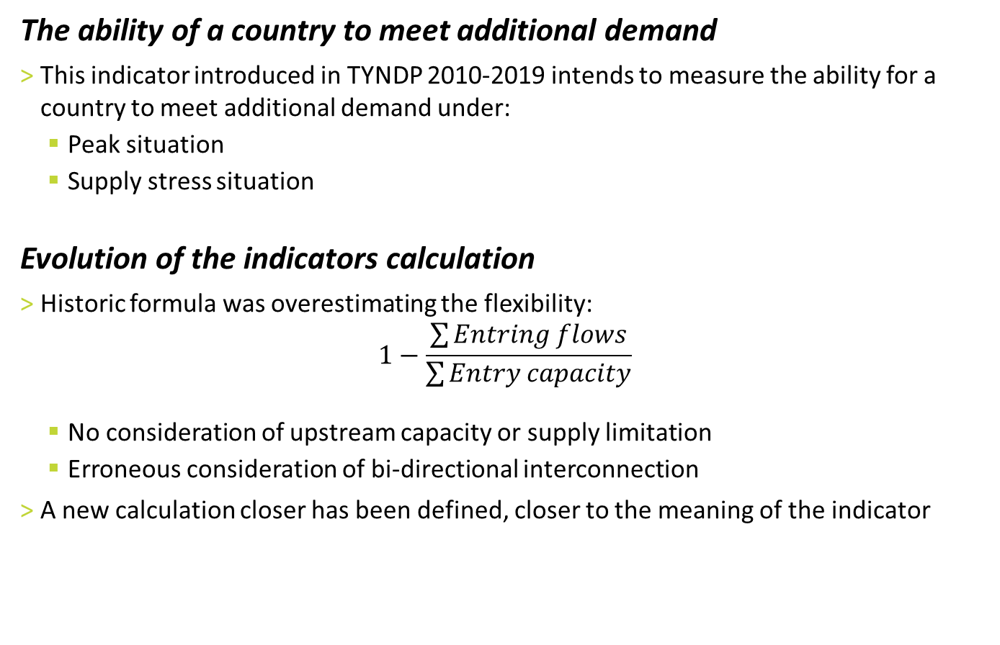 The ability of a country to meet additional demand
> This indicator introduced in TYNDP 2010-2019 intends to measure the ability for a
country to meet additional demand under:
▪ Peak situation
▪ Supply stress situation
Evolution of the indicators calculation
> Historic formula was overestimating the flexibility:
∑ Entring flows
1 −
∑ Entry capacity
▪ No consideration of upstream capacity or supply limitation
▪ Erroneous consideration of bi-directional interconnection
> A new calculation closer has been defined, closer to the meaning of the indicator